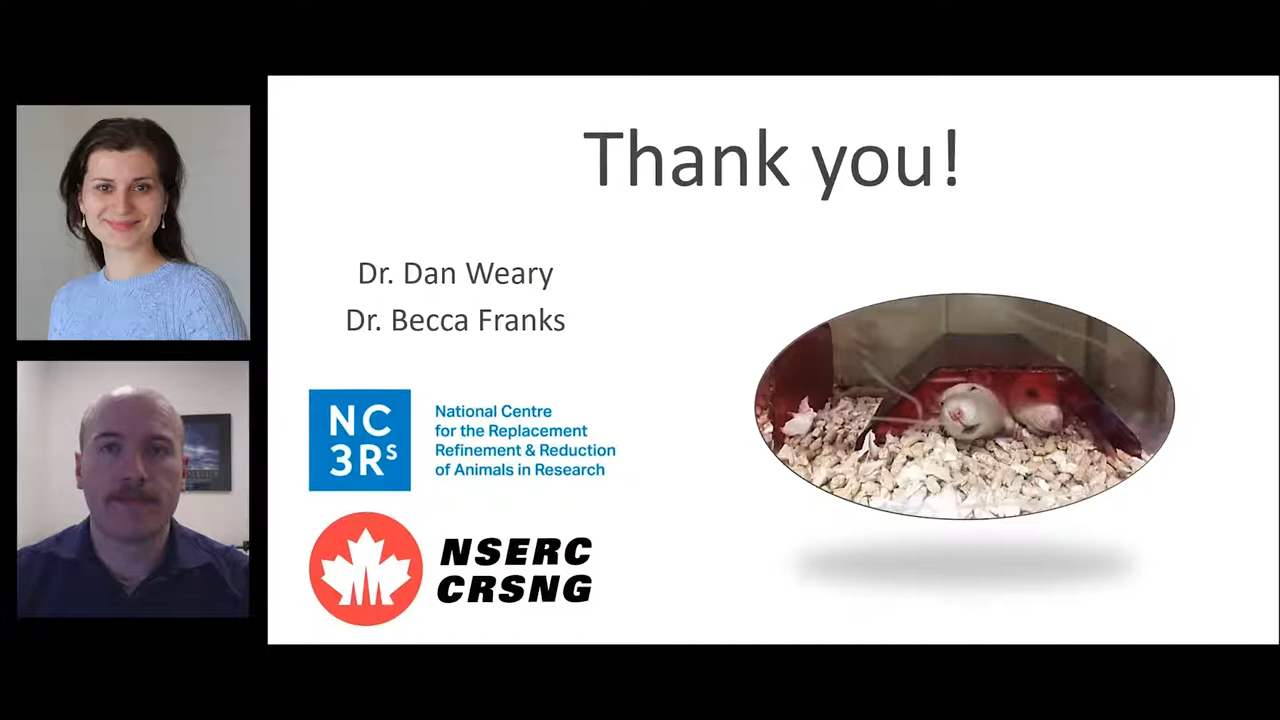 Thank you!
Dr. Dan Weary
Dr. Becca Franks
NC
3Rs
National Centre
for the Replacement
Refinement & Reduction
of Animals in Research
NSERC
CRSNG